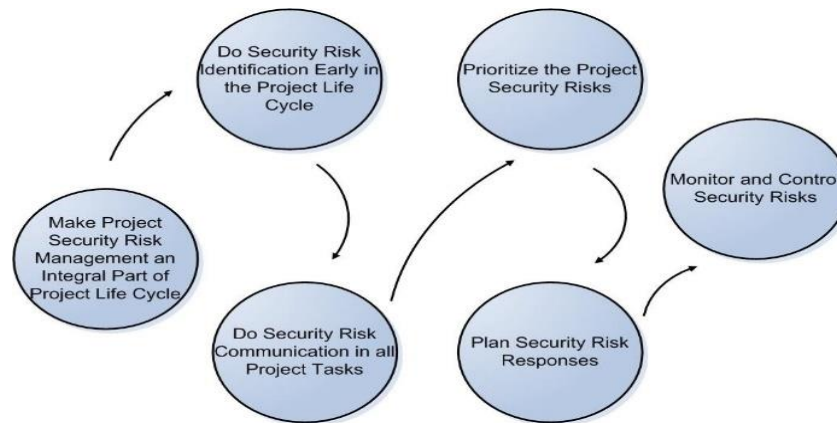 Make Project
Security Risk
Management an
Integral Part of
Project Life Cycle
Do Security Risk
Identification Early in
the Project Life
Cycle
Do Security Risk
Communication in all
Project Tasks
Prioritize the Project
Security Risks
Plan Security Risk
Responses
Monitor and Contro
Security Risks